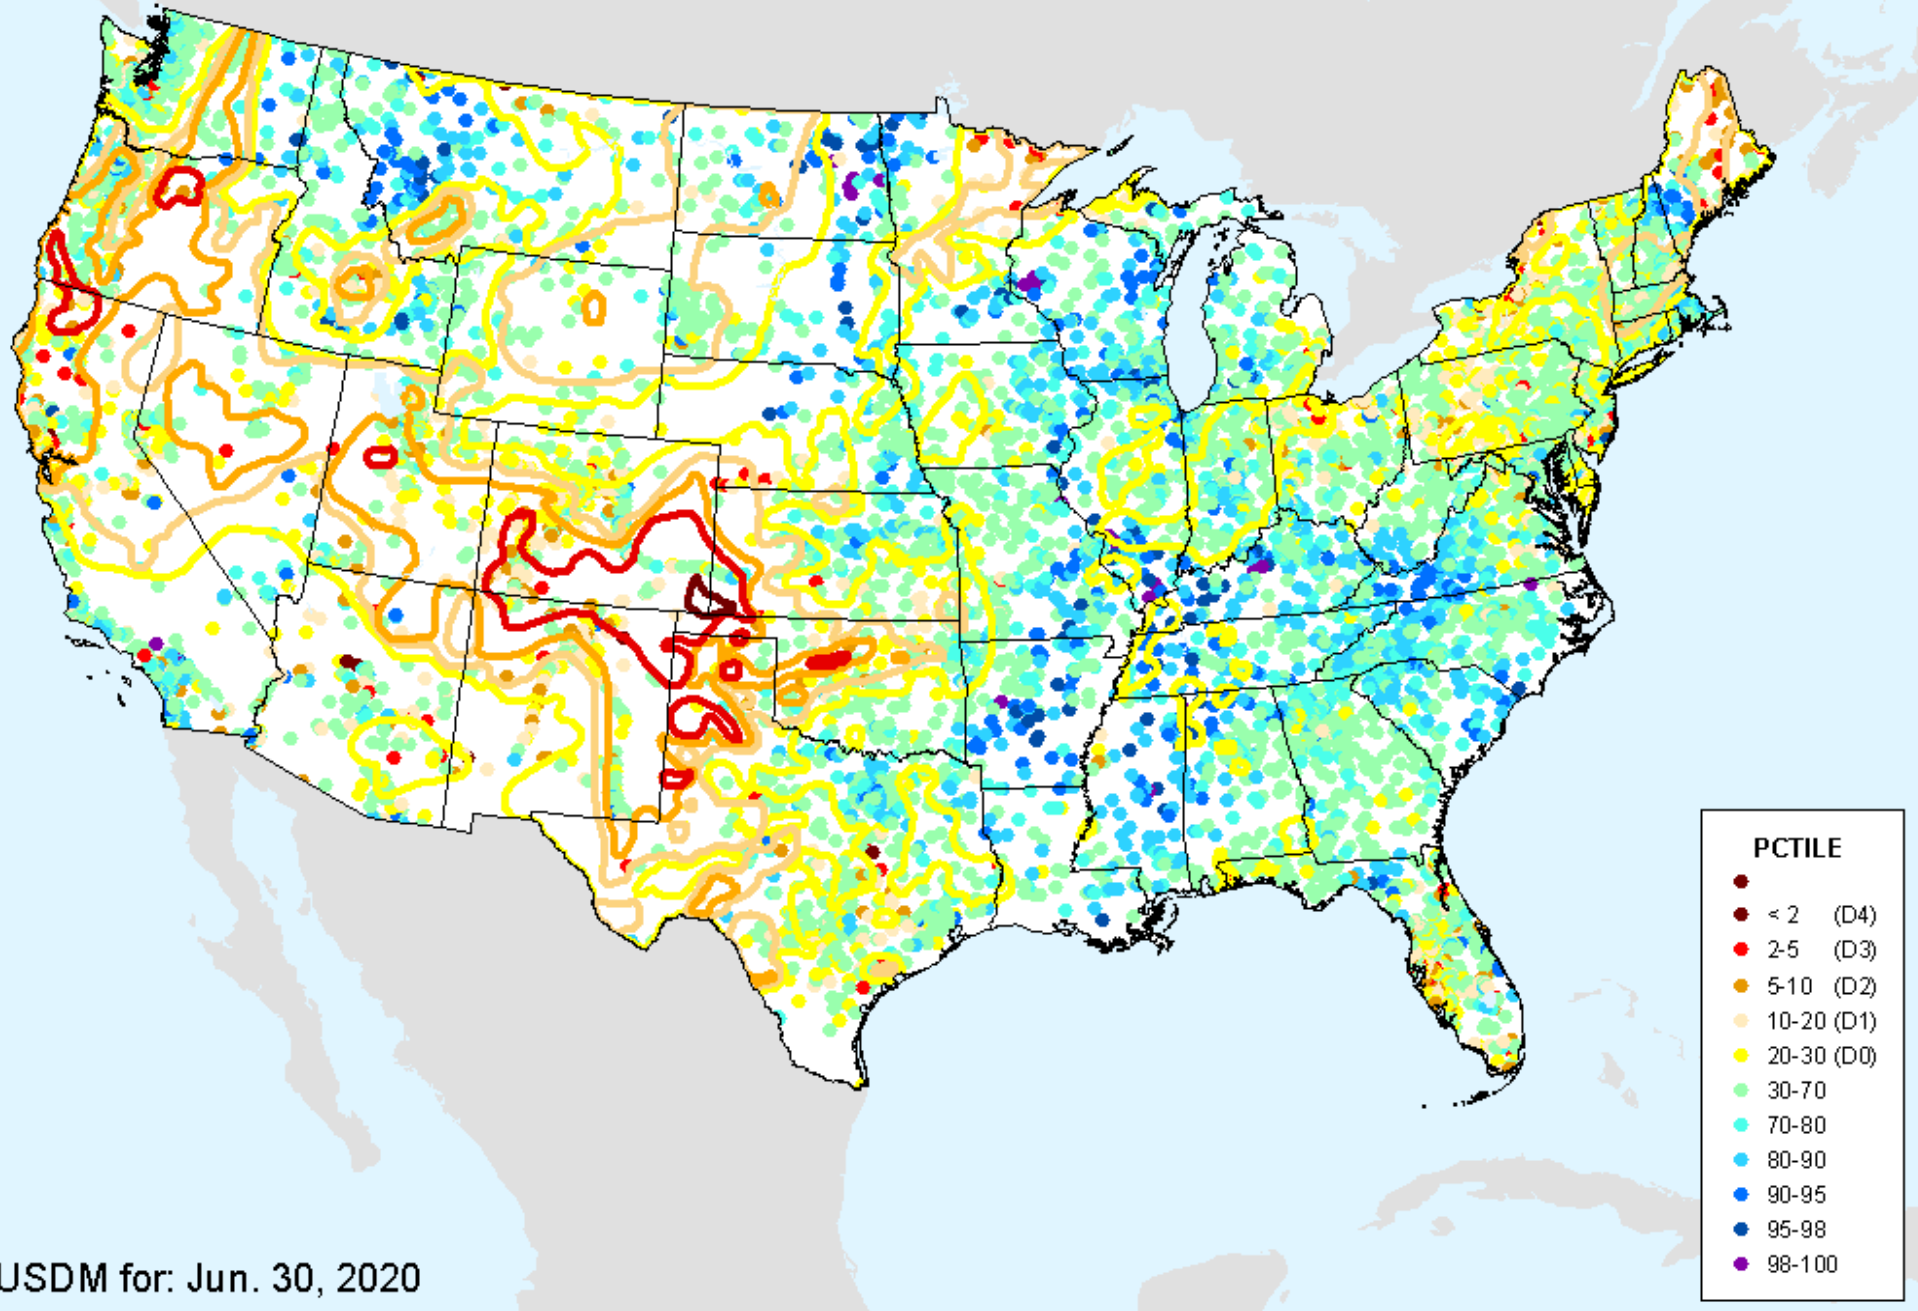 PCTILE
< 2 (D4)
2-5 (D3)
5-10 (D2)
10-20 (D1)
20-30 (D0)
30-70
70-80
80-90
90-95
95-98
98-100
USDM for: Jun. 30, 2020